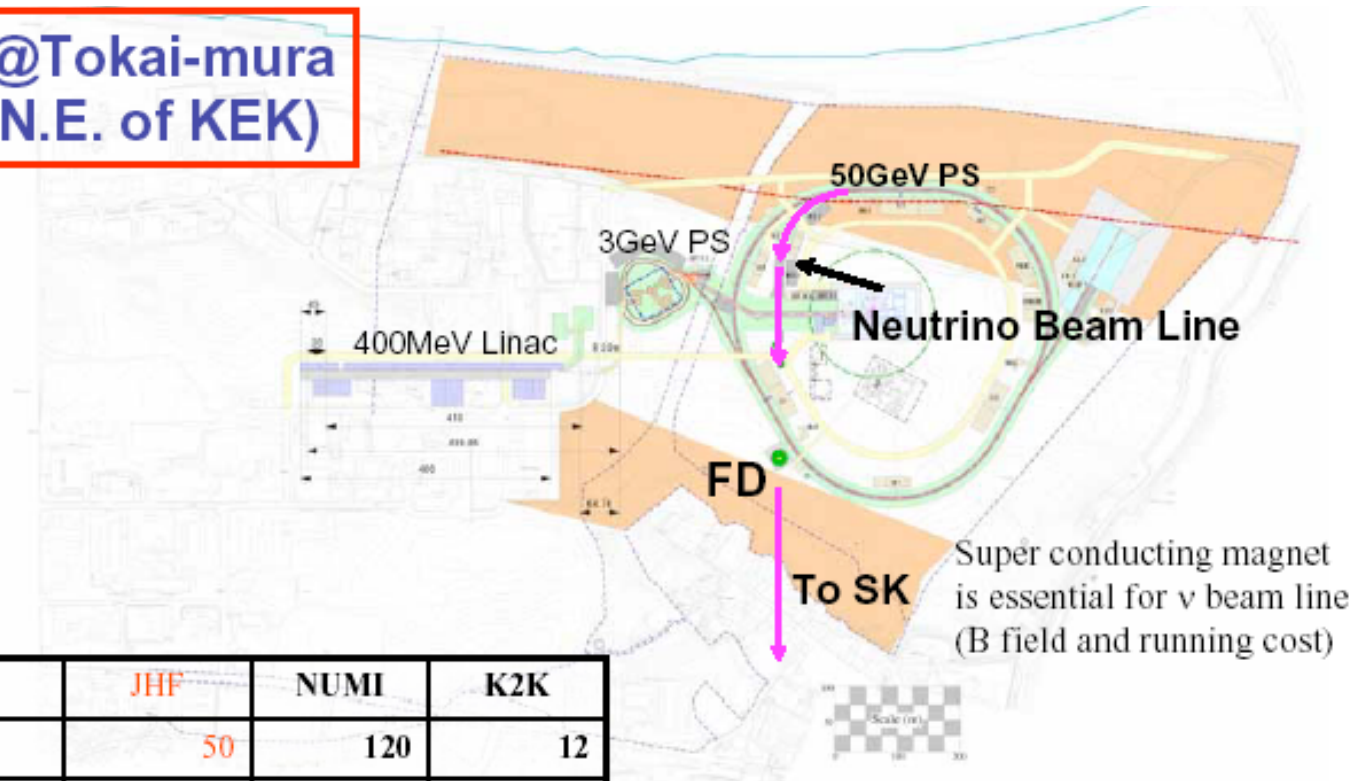 @Tokai-mura
N.E. of KEK)
50GeV PS
3GeV PS
Neutrino Beam Line
400MeV Linac
FD
To SK
Super conducting magnet
is essential for ν beam line
(B field and running cost)
JHF NUMI K2K
50 120 12
Scale (m)